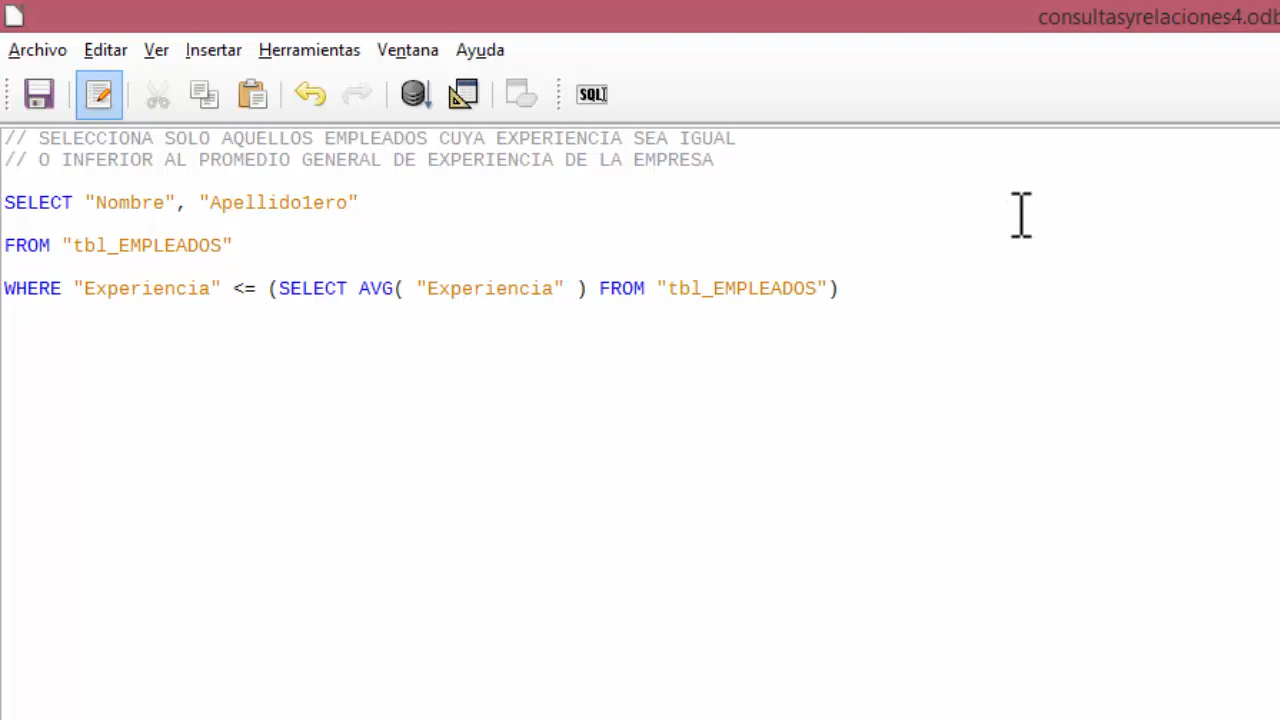 consultasyrelaciones4.odb
Archivo Editar Ver Insertar Herramientas Ventana Ayuda
SQL
// SELECCIONA SOLO AQUELLOS EMPLEADOS CUYA EXPERIENCIA SEA IGUAL
// O INFERIOR AL PROMEDIO GENERAL DE EXPERIENCIA DE LA EMPRESA
SELECT "Nombre", "Apellido1ero"
FROM "tbl_EMPLEADOS"
WHERE "Experiencia" <= (SELECT AVG( "Experiencia" ) FROM "tbl_EMPLEADOS")